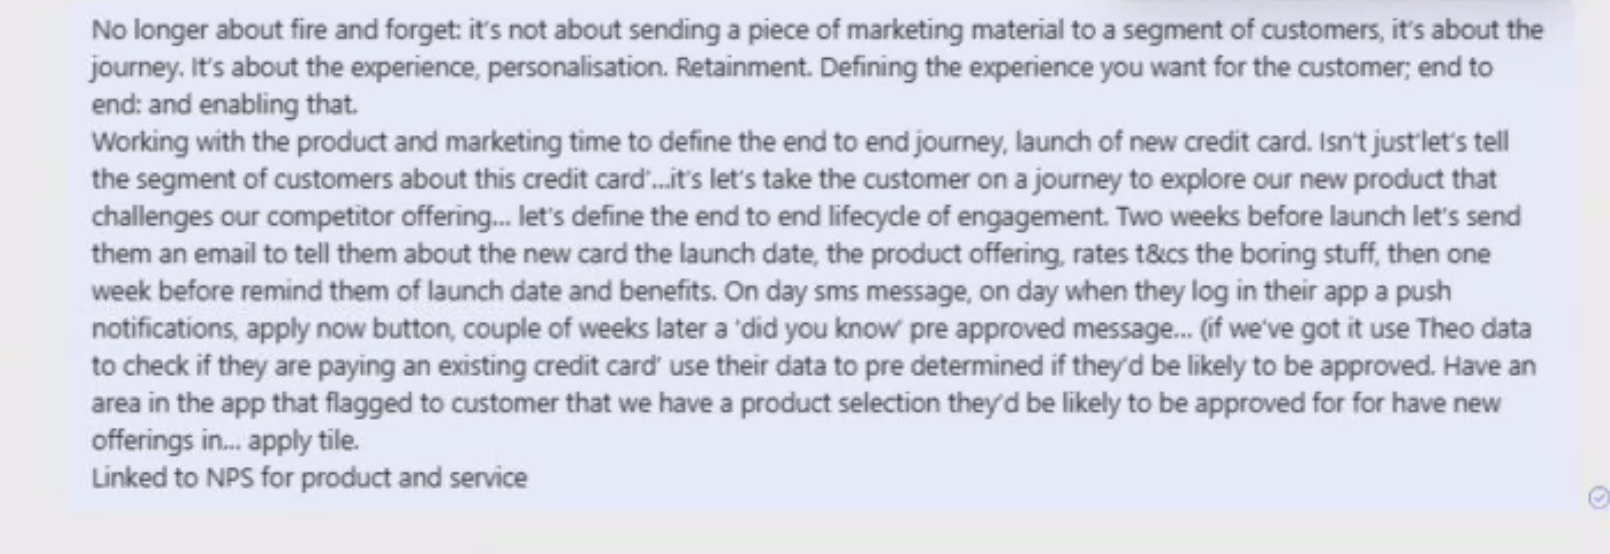 No longer about fire and forget: it's not about sending a piece of marketing material to a segment of customers, it's about the
journey. It's about the experience, personalisation. Retainment. Defining the experience you want for the customer; end to
end: and enabling that.
Working with the product and marketing time to define the end to end journey, launch of new credit card. Isn't just'let's tell
the segment of customers about this credit card'...it's let's take the customer on a journey to explore our new product that
challenges our competitor offering... let's define the end to end lifecycle of engagement. Two weeks before launch let's send
them an email to tell them about the new card the launch date, the product offering, rates t&cs the boring stuff, then one
week before remind them of launch date and benefits. On day sms message, on day when they log in their app a push
notifications, apply now button, couple of weeks later a 'did you know' pre approved message... (if we've got it use Theo data
to check if they are paying an existing credit card' use their data to pre determined if they'd be likely to be approved. Have an
area in the app that flagged to customer that we have a product selection they'd be likely to be approved for for have new
offerings in... apply tile.
Linked to NPS for product and service